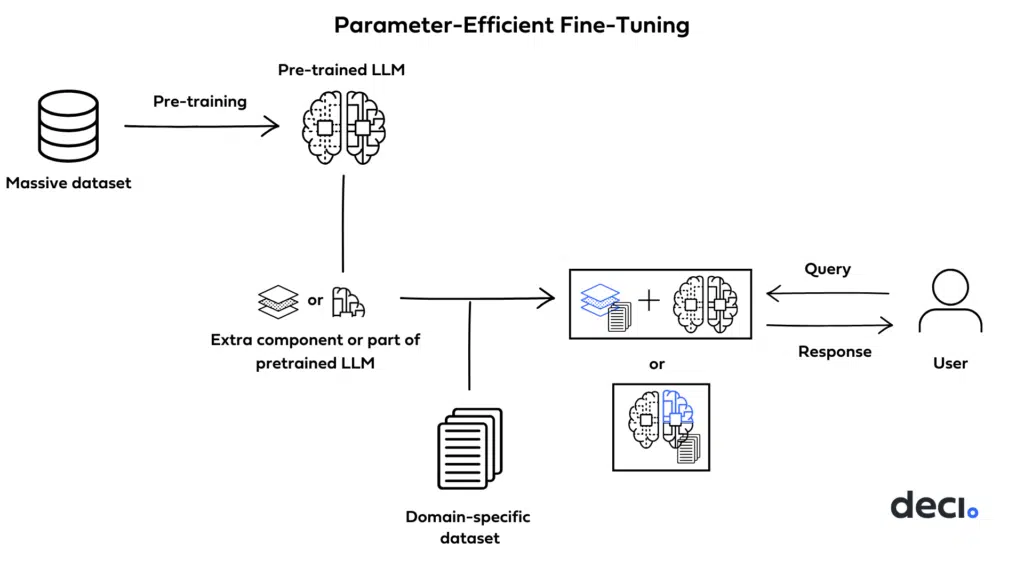 Parameter-Efficient Fine-Tuning
Pre-trained LLM
Pre-training
Massive dataset
or
Extra component or part of
pretrained LLM
Query
Response
User
or
Domain-specific
dataset
deci.